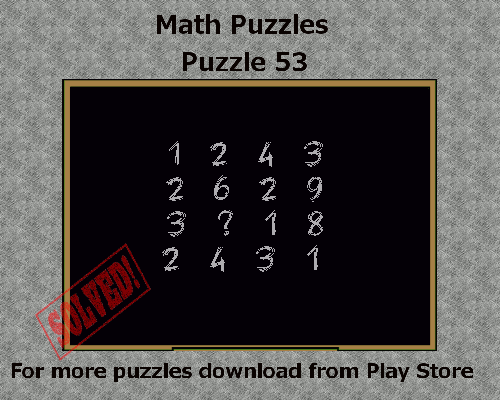 Math Puzzles
Puzzle 53
1 2 4 3
2 6 2 9
3 ? 1 8
2 4 3 1
SOLVED!
For more puzzles download from Play Store